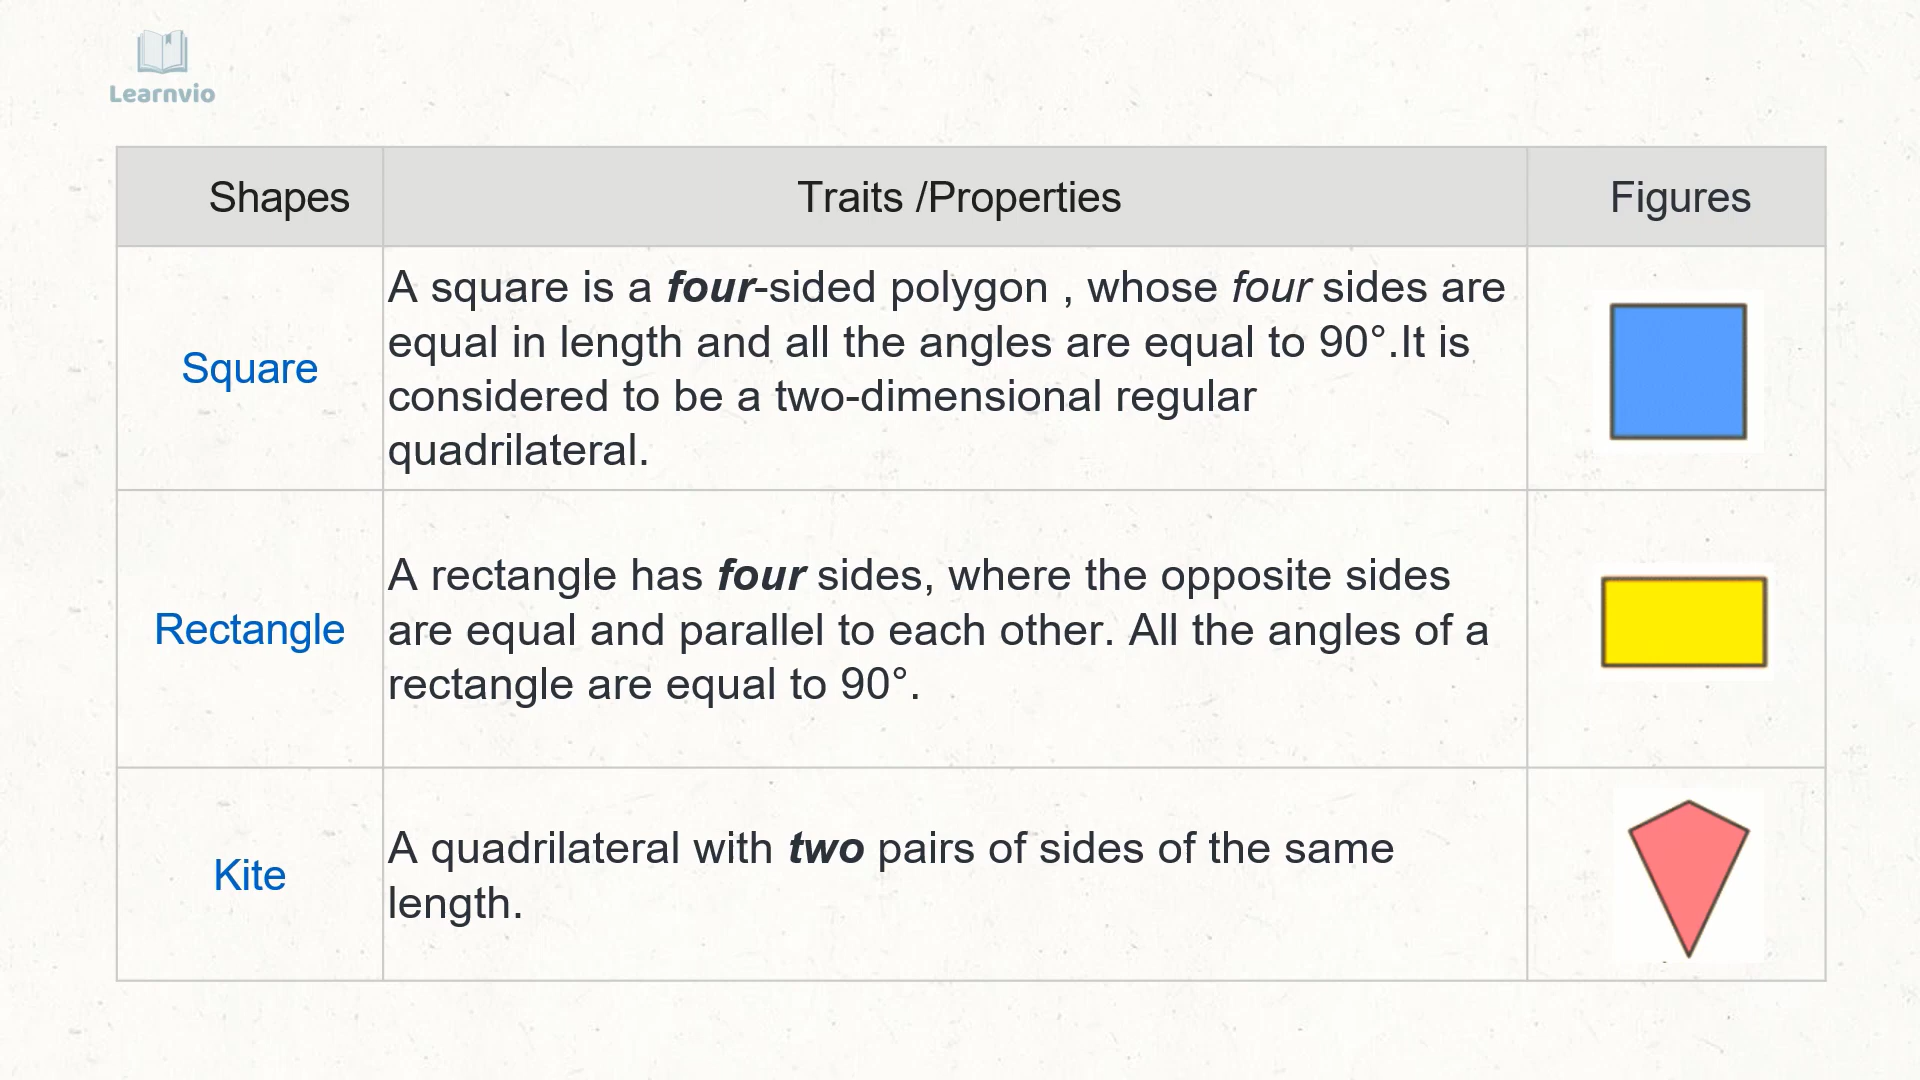 Learnvio
Shapes
Traits /Properties
Figures
Square
A square is a four-sided polygon , whose four sides are
equal in length and all the angles are equal to 90°.It is
considered to be a two-dimensional regular
quadrilateral.
Rectangle
A rectangle has four sides, where the opposite sides
are equal and parallel to each other. All the angles of a
rectangle are equal to 90°.
Kite
A quadrilateral with two pairs of sides of the same
length.